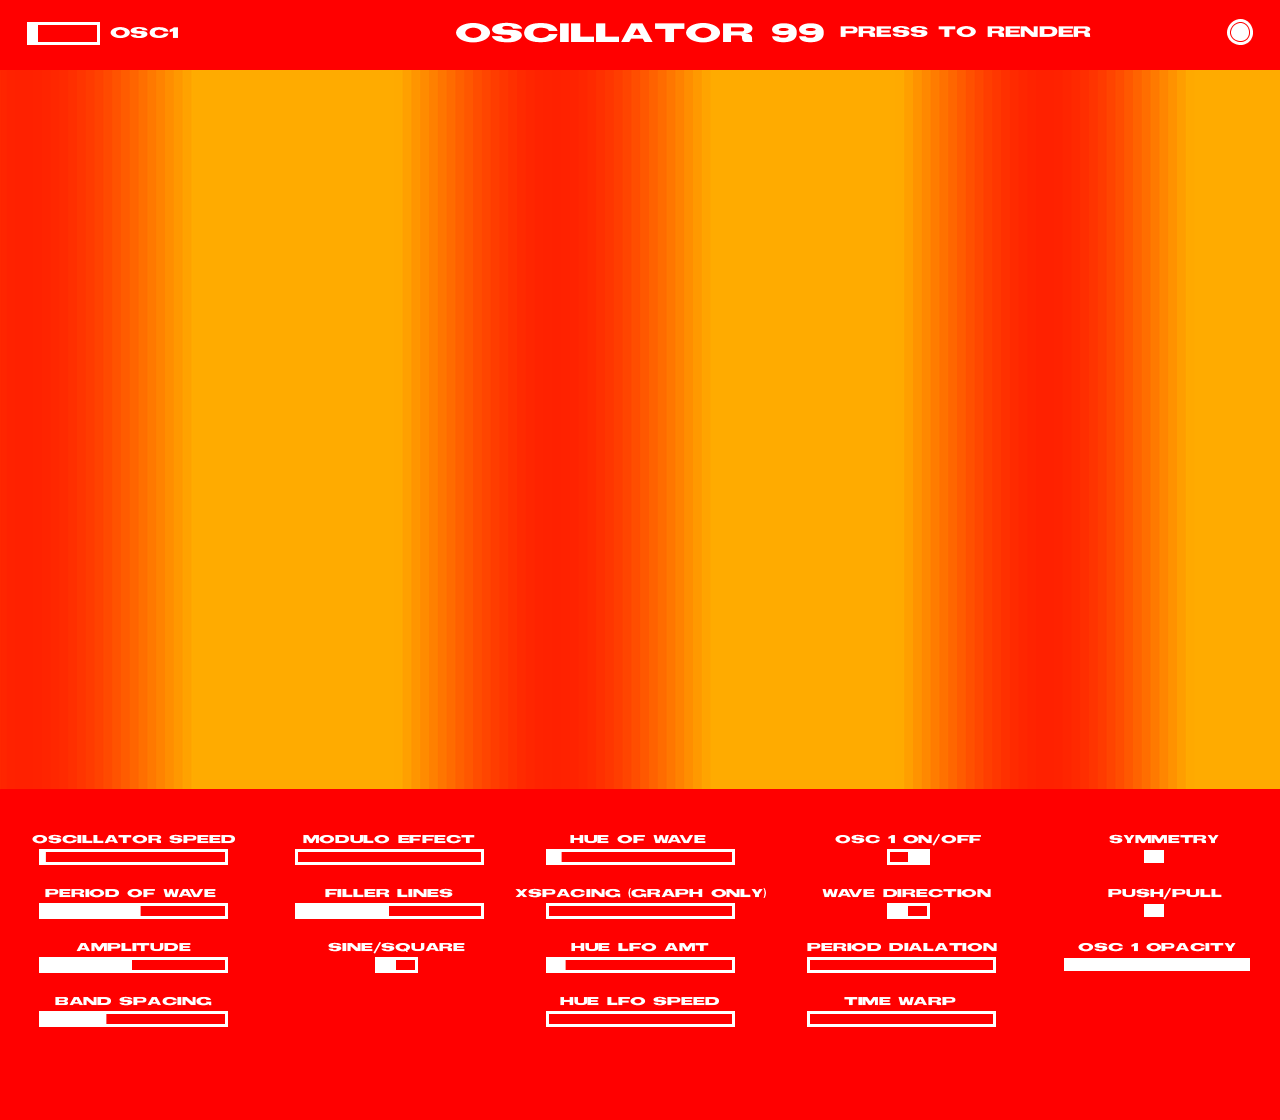 OSC1
OSCILLATOR 99
PRESS TO RENDER
OSCILLATOR SPEED
MODULO EFFECT
HUE OF WAVE
OSC 1 ON/OFF
SYMMETRY
PERIOD OF WAVE
FILLER LINES
XSPACING (GRAPH ONLY)
WAVE DIRECTION
PUSH/PULL
AMPLITUDE
SINE/SQUARE
HUE LFO AMT
PERIOD DIALATION
OSC 1 OPACITY
BAND SPACING
HUE LFO SPEED
TIME WARP